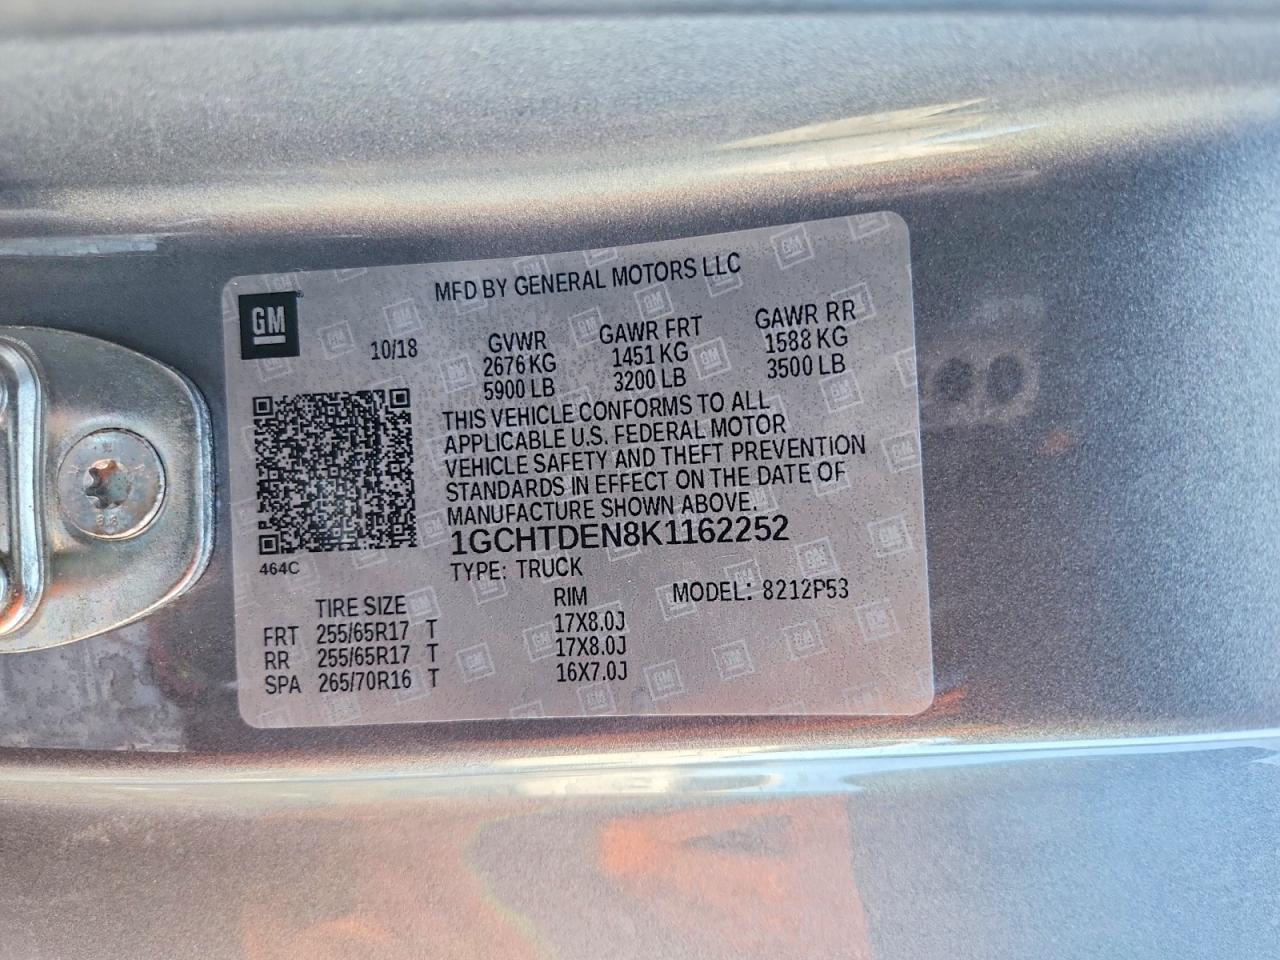 MFD BY GENERAL MOTORS LLC
GM
10/18
GVWR GAWR FRT GAWR RR
2676 KG 1451 KG 1588 KG
5900 LB 3200 LB 3500 LB
THIS VEHICLE CONFORMS TO ALL
APPLICABLE U.S. FEDERAL MOTOR
VEHICLE SAFETY AND THEFT PREVENTION
STANDARDS IN EFFECT ON THE DATE OF
MANUFACTURE SHOWN ABOVE.
1GCHTDEN8K1162252
464C
TYPE: TRUCK
TIRE SIZE RIM MODEL: 8212P53
FRT 255/65R17 T 17X8.0J
RR 255/65R17 T 17X8.0J
SPA 265/70R16 T 16X7.0J